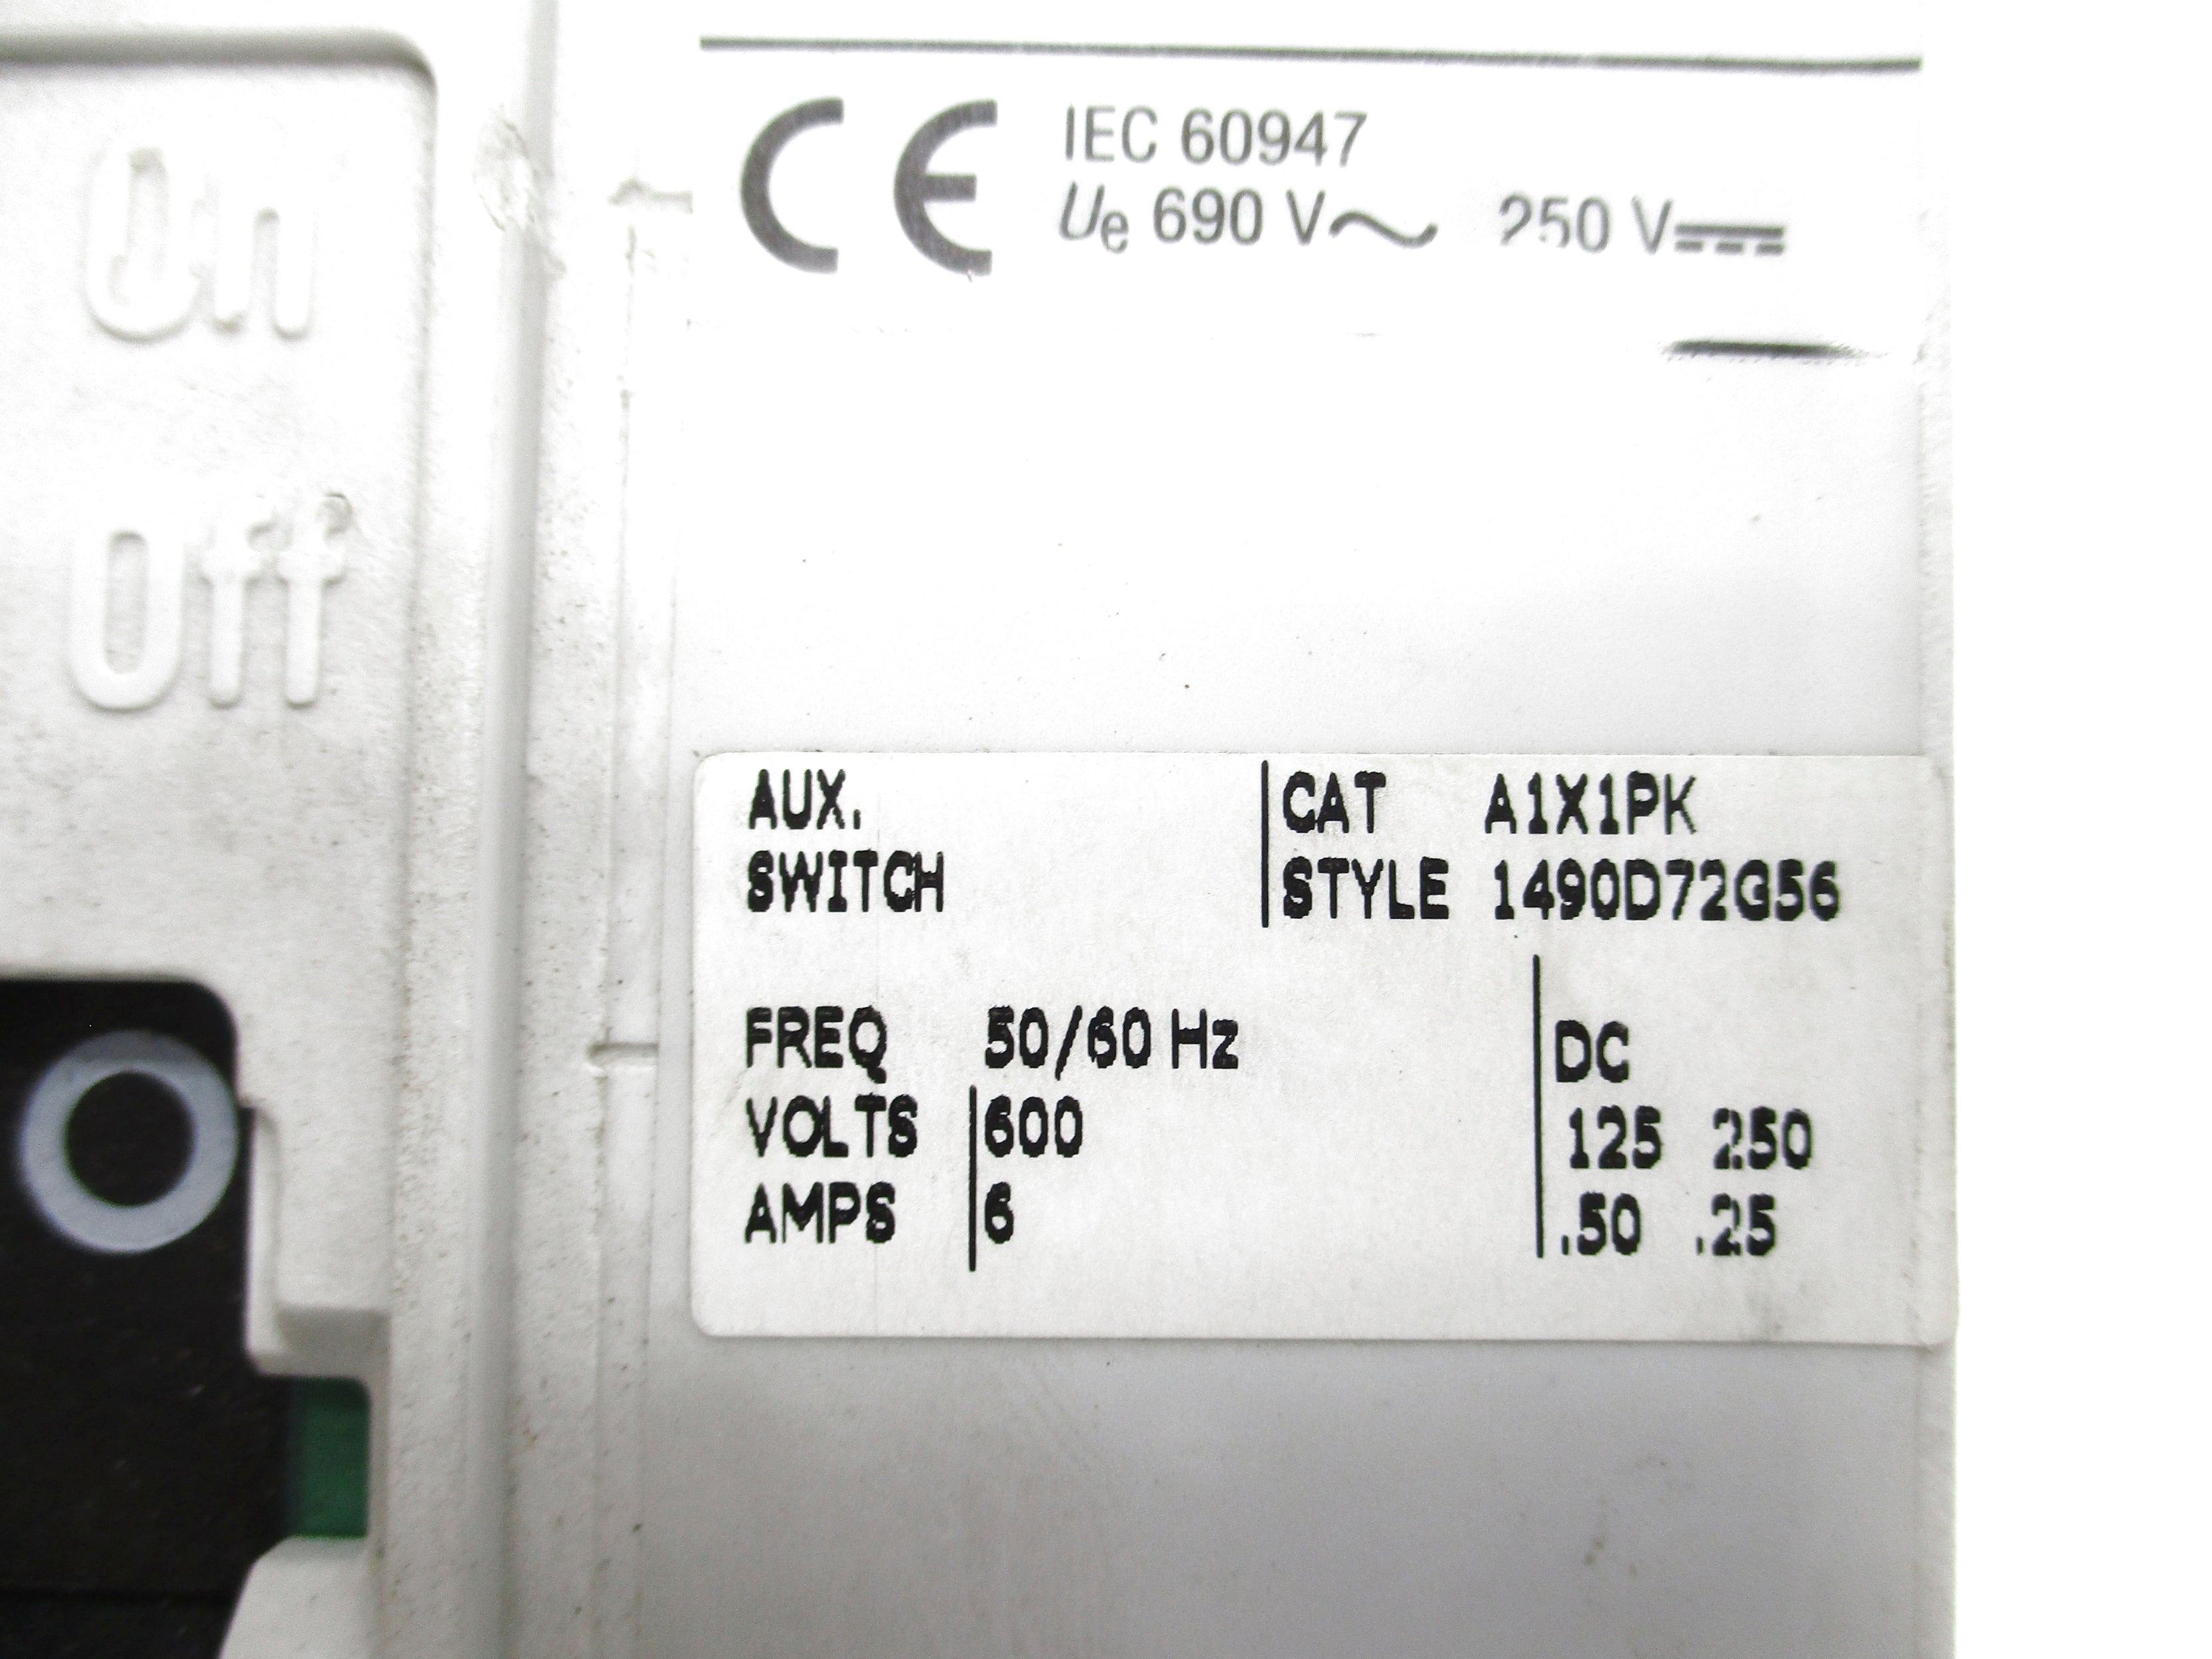 On
Off
CE IEC 60947
Ue 690 V~ 250 V⎓
AUX. CAT A1X1PK
SWITCH STYLE 1490D72G56
FREQ 50/60 Hz DC
VOLTS 600 125 250
AMPS 6 .50 .25
O